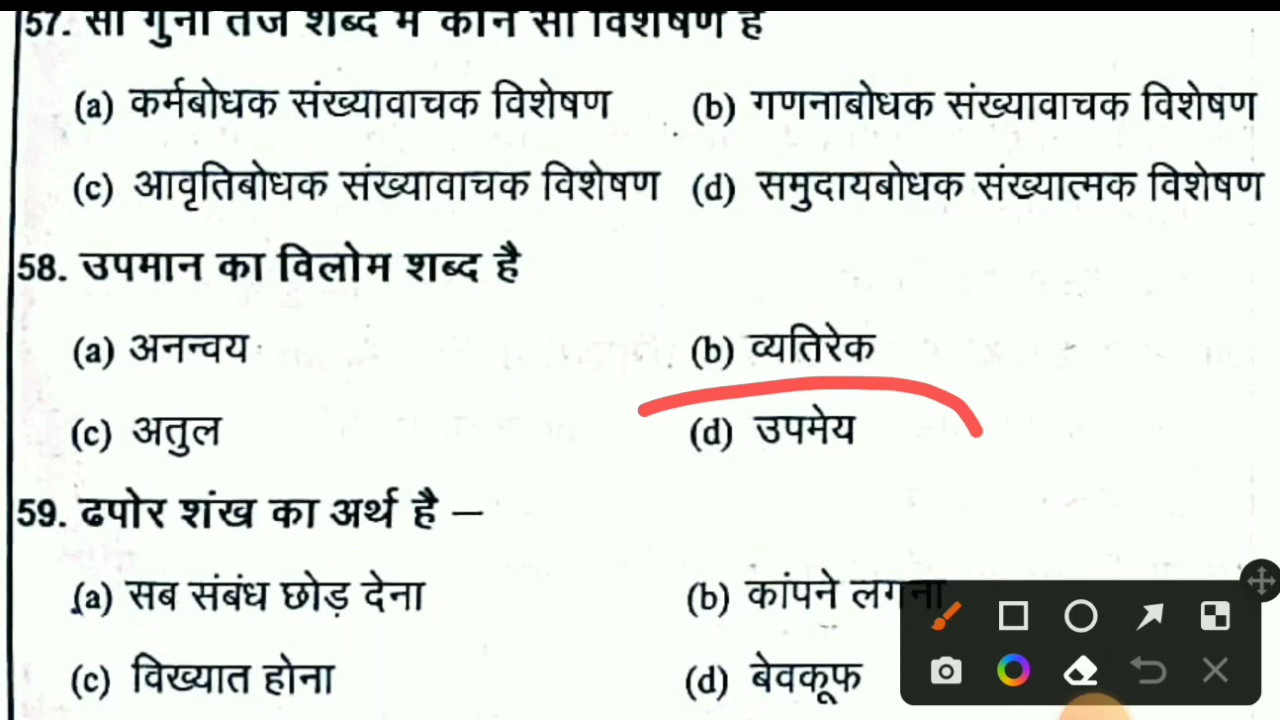 57. सौ गुना तेज शब्द में कौन सा विशेषण है
(a) कर्मबोधक संख्यावाचक विशेषण (b) गणनाबोधक संख्यावाचक विशेषण
(c) आवृतिबोधक संख्यावाचक विशेषण (d) समुदायबोधक संख्यात्मक विशेषण
58. उपमान का विलोम शब्द है
(a) अनन्वय (b) व्यतिरेक
(c) अतुल (d) उपमेय
59. ढपोर शंख का अर्थ है –
(a) सब संबंध छोड़ देना (b) कांपने लगना
(c) विख्यात होना (d) बेवकूफ